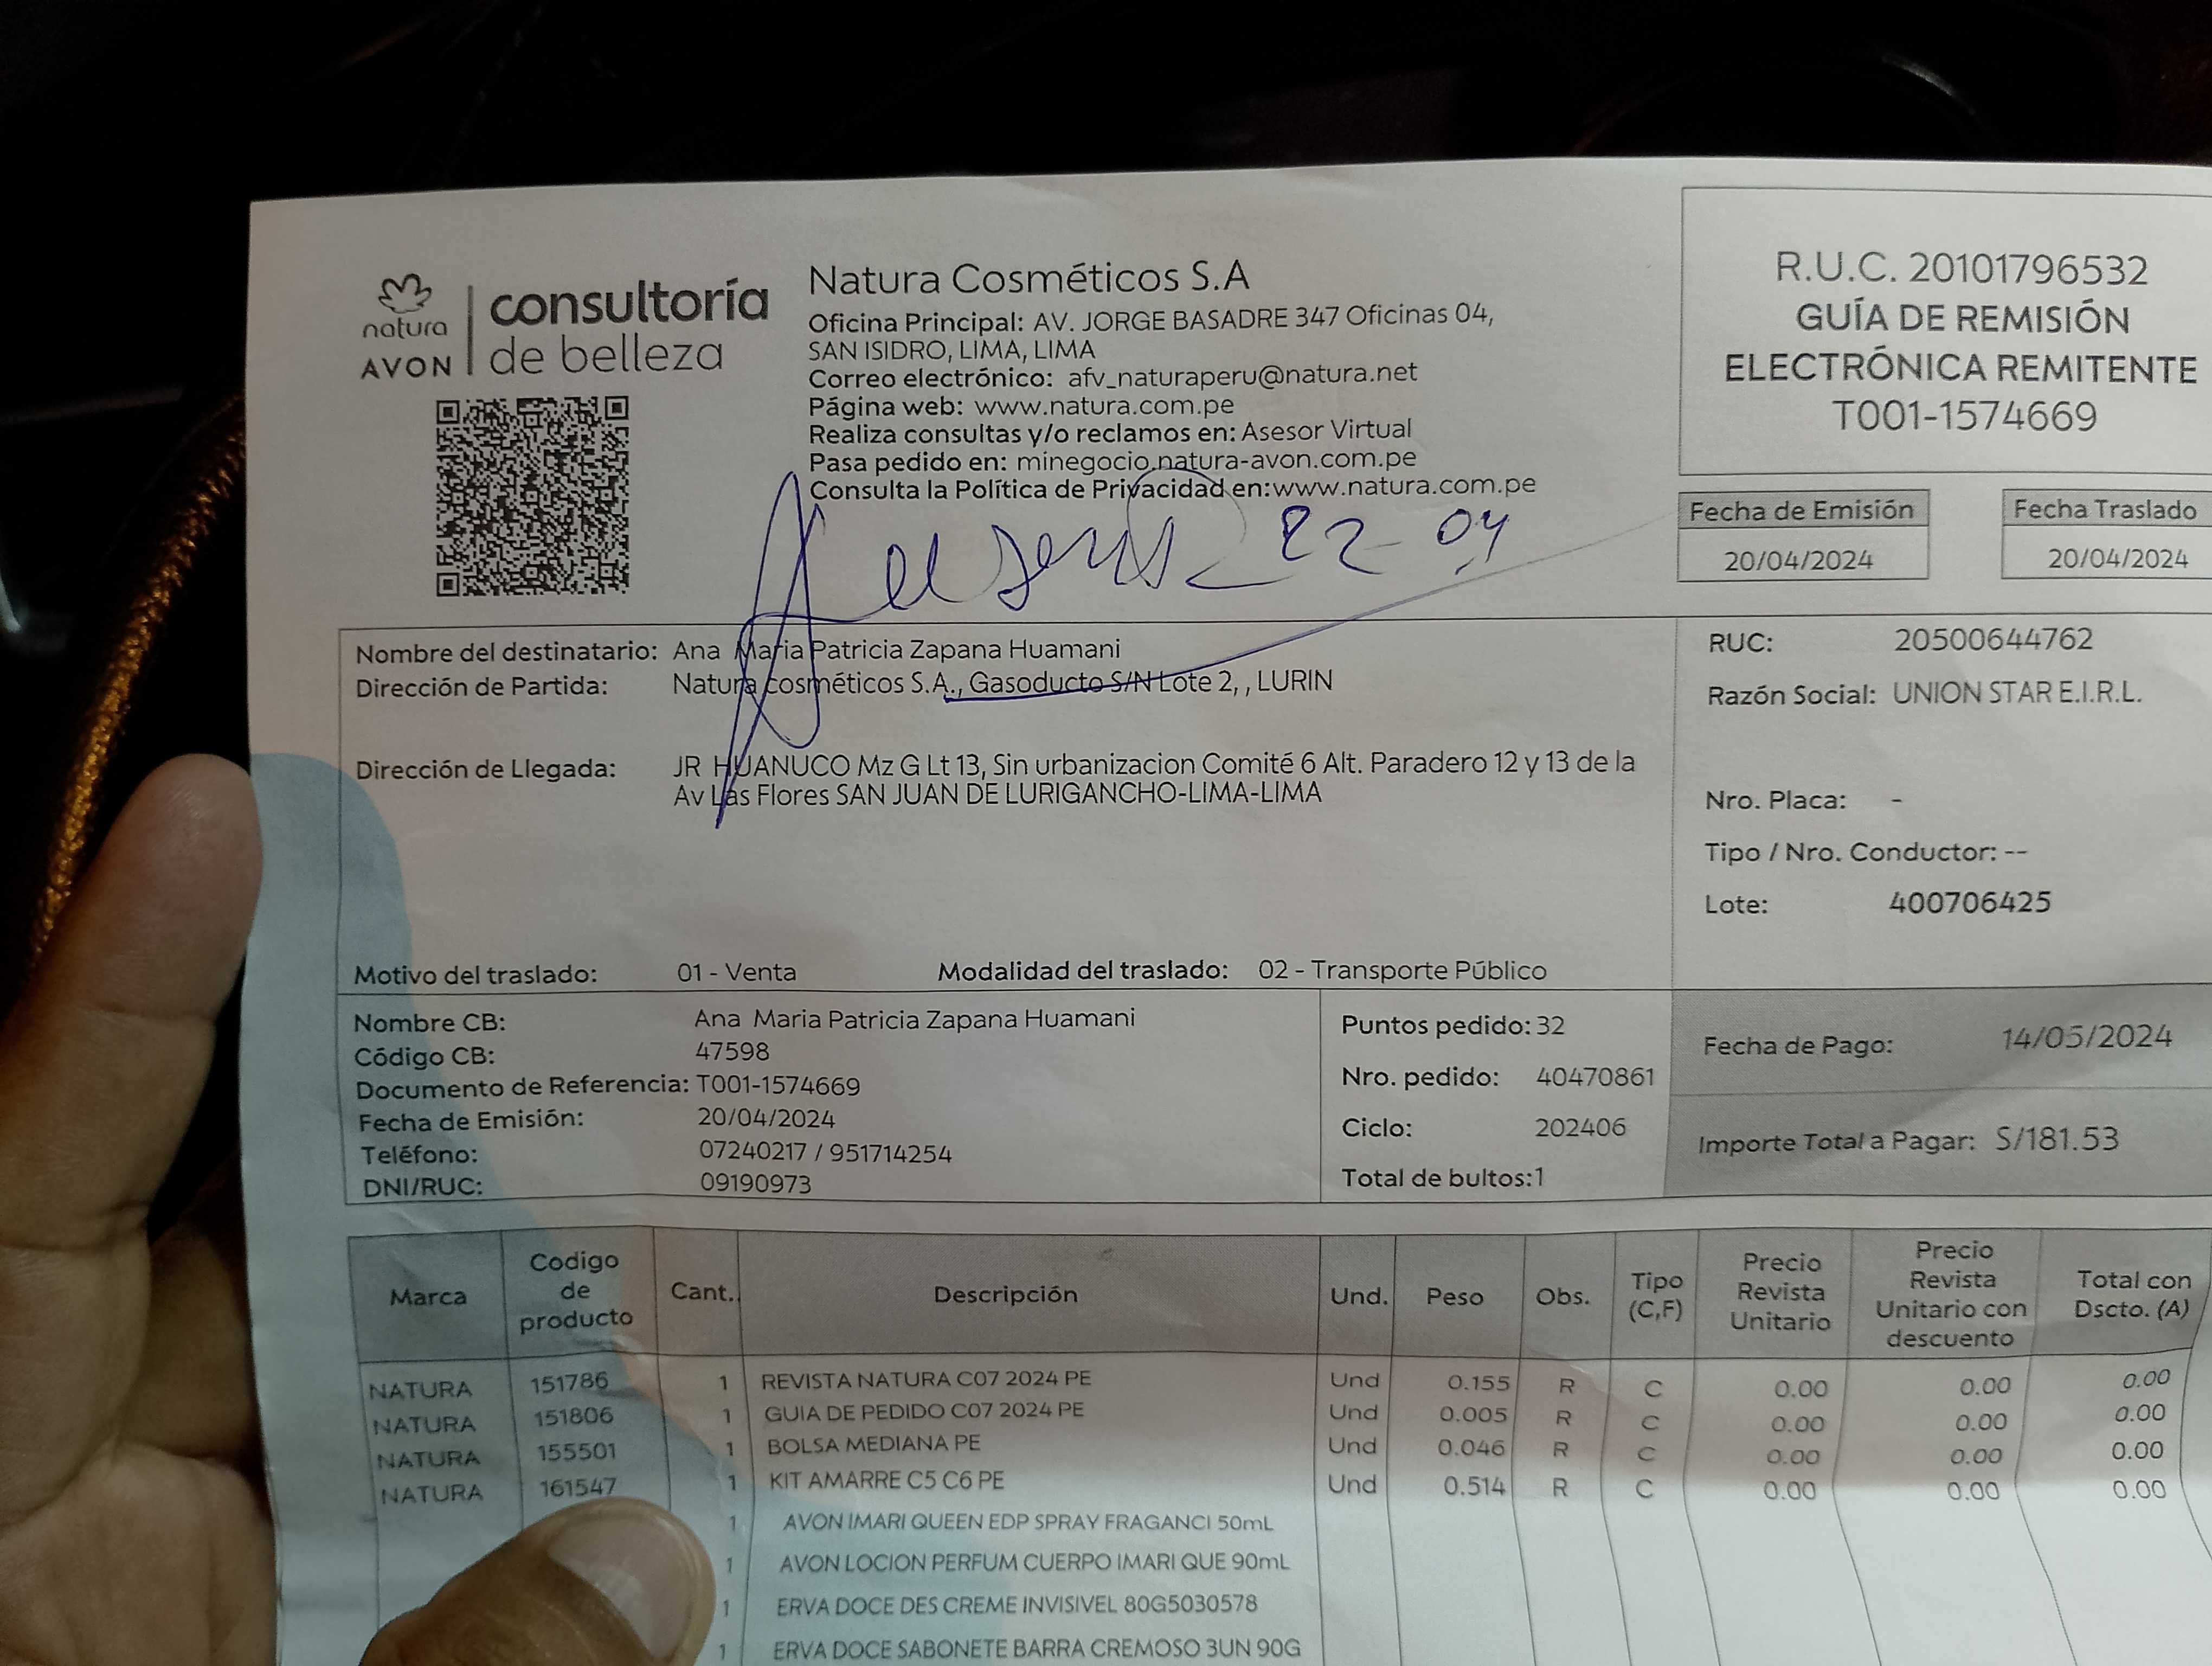 natura
AVON
consultoría
de belleza
Natura Cosméticos S.A
Oficina Principal: AV. JORGE BASADRE 347 Oficinas 04,
SAN ISIDRO, LIMA, LIMA
Correo electrónico: afv_naturaperu@natura.net
Página web: www.natura.com.pe
Realiza consultas y/o reclamos en: Asesor Virtual
Pasa pedido en: minegocio.natura-avon.com.pe
Consulta la Política de Privacidad en:www.natura.com.pe
R.U.C. 20101796532
GUÍA DE REMISIÓN
ELECTRÓNICA REMITENTE
T001-1574669
Fecha de Emisión
20/04/2024
Fecha Traslado
20/04/2024
22-04
Nombre del destinatario: Ana Maria Patricia Zapana Huamani
Dirección de Partida: Natura cosméticos S.A., Gasoducto S/N Lote 2, , LURIN
Dirección de Llegada: JR HUANUCO Mz G Lt 13, Sin urbanizacion Comité 6 Alt. Paradero 12 y 13 de la
Av Las Flores SAN JUAN DE LURIGANCHO-LIMA-LIMA
Motivo del traslado: 01 - Venta Modalidad del traslado: 02 - Transporte Público
RUC: 20500644762
Razón Social: UNION STAR E.I.R.L.
Nro. Placa: -
Tipo / Nro. Conductor: --
Lote: 400706425
Nombre CB: Ana Maria Patricia Zapana Huamani
Código CB: 47598
Documento de Referencia: T001-1574669
Fecha de Emisión: 20/04/2024
Teléfono: 07240217 / 951714254
DNI/RUC: 09190973
Puntos pedido: 32
Nro. pedido: 40470861
Ciclo: 202406
Total de bultos:1
Fecha de Pago: 14/05/2024
Importe Total a Pagar: S/181.53
Marca
Codigo
de
producto
Cant.
Descripción
Und.
Peso
Obs.
Tipo
(C,F)
Precio
Revista
Unitario
Precio
Revista
Unitario con
descuento
Total con
Dscto. (A)
NATURA 151786 1 REVISTA NATURA C07 2024 PE Und 0.155 R C 0.00 0.00 0.00
NATURA 151806 1 GUIA DE PEDIDO C07 2024 PE Und 0.005 R C 0.00 0.00 0.00
NATURA 155501 1 BOLSA MEDIANA PE Und 0.046 R C 0.00 0.00 0.00
NATURA 161547 1 KIT AMARRE C5 C6 PE Und 0.514 R C 0.00 0.00 0.00
1 AVON IMARI QUEEN EDP SPRAY FRAGANCI 50mL
1 AVON LOCION PERFUM CUERPO IMARI QUE 90mL
1 ERVA DOCE DES CREME INVISIVEL 80G5030578
1 ERVA DOCE SABONETE BARRA CREMOSO 3UN 90G